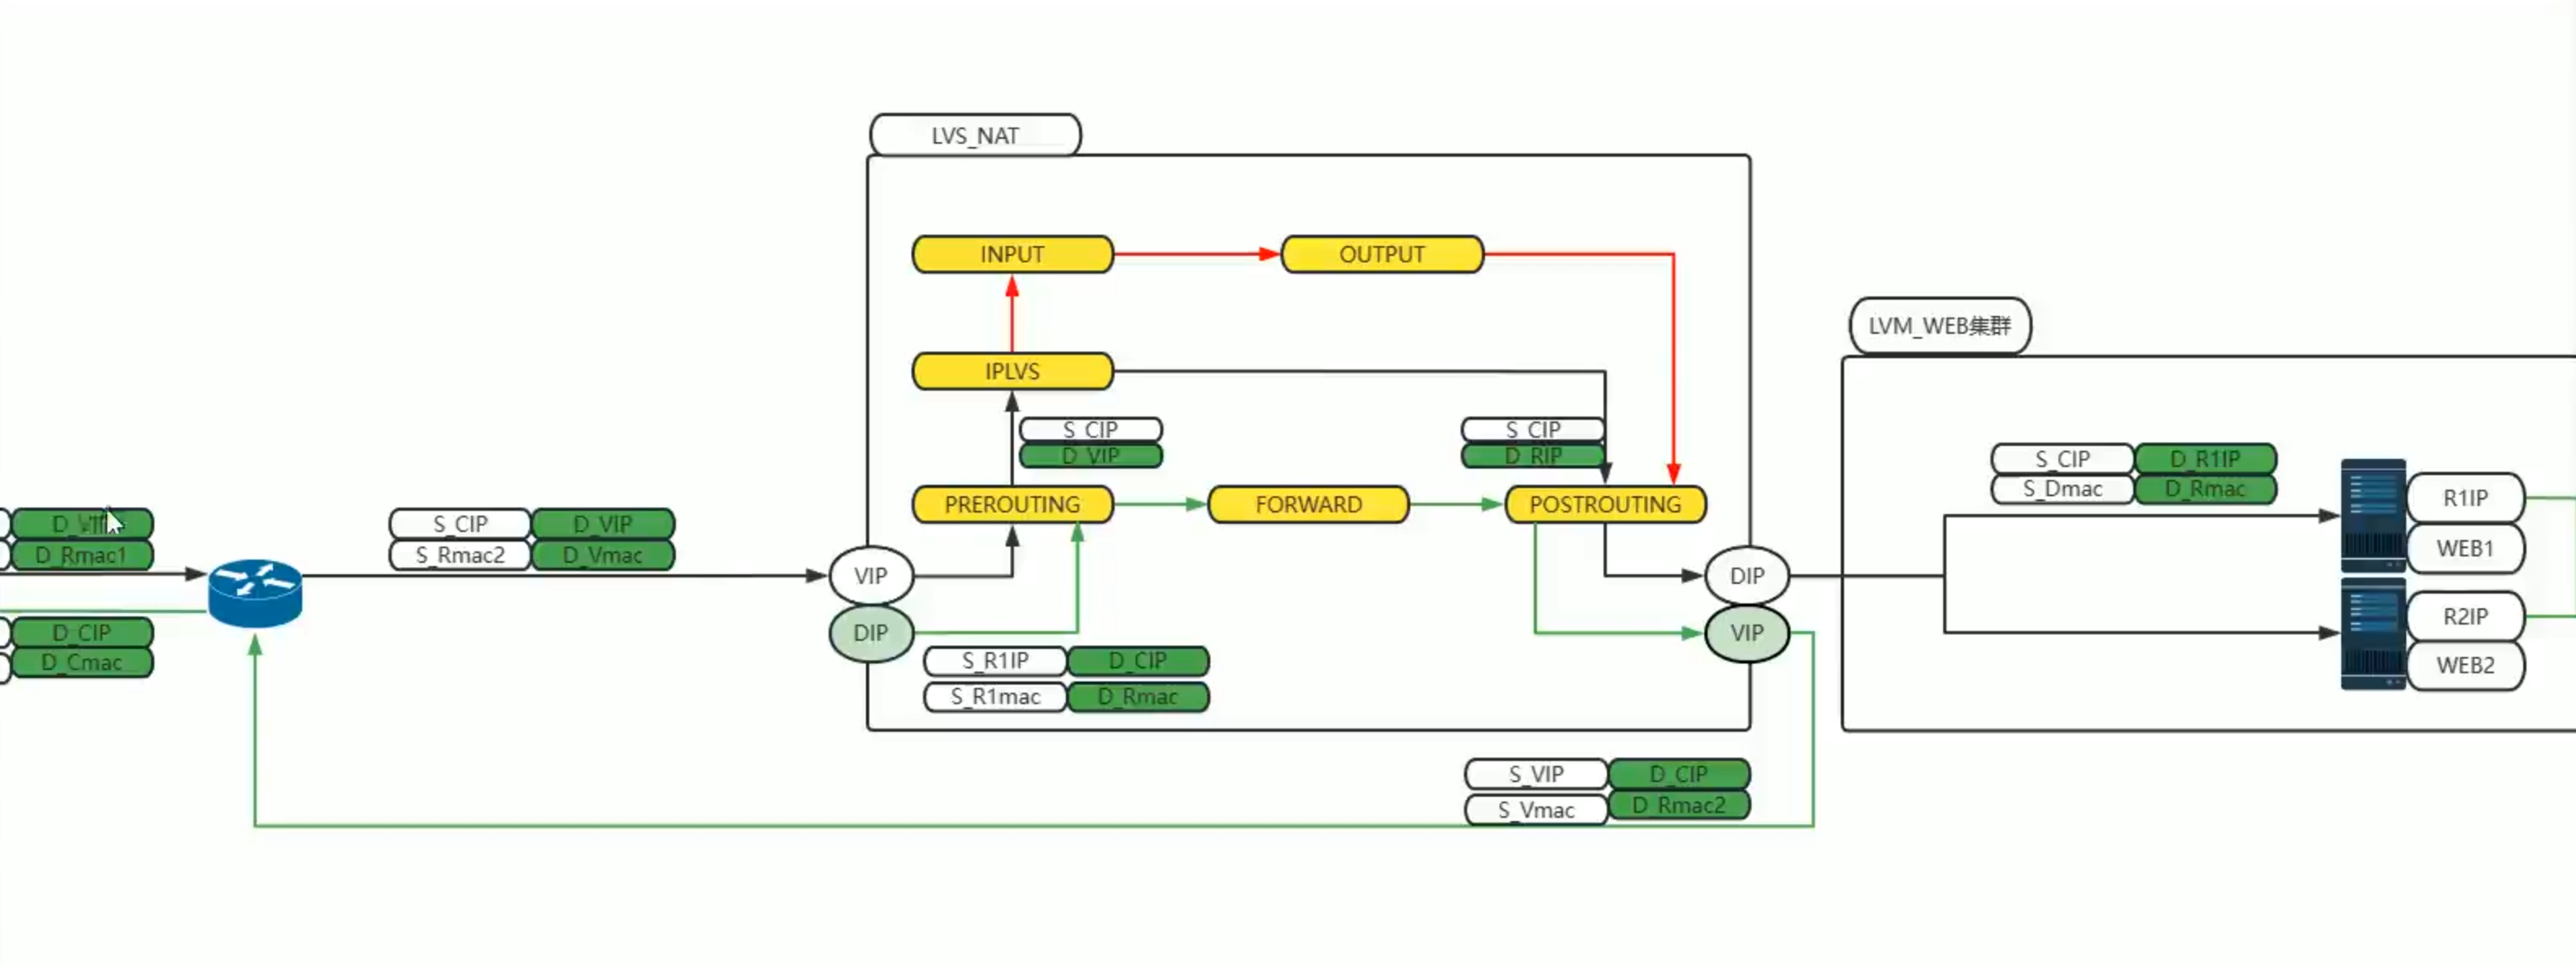 LVS_NAT
INPUT
OUTPUT
LVM_WEB集群
IPLVS
S_CIP
D_VIP
S_CIP
D_RIP
S_CIP D_R1IP
S_Dmac D_Rmac
PREROUTING
FORWARD
POSTROUTING
R1IP
WEB1
D_Rmac1
S_CIP D_VIP
S_Rmac2 D_Vmac
VIP
DIP
DIP
VIP
R2IP
WEB2
D_CIP
D_Cmac
S_R1IP D_CIP
S_R1mac D_Rmac
S_VIP D_CIP
S_Vmac D_Rmac2